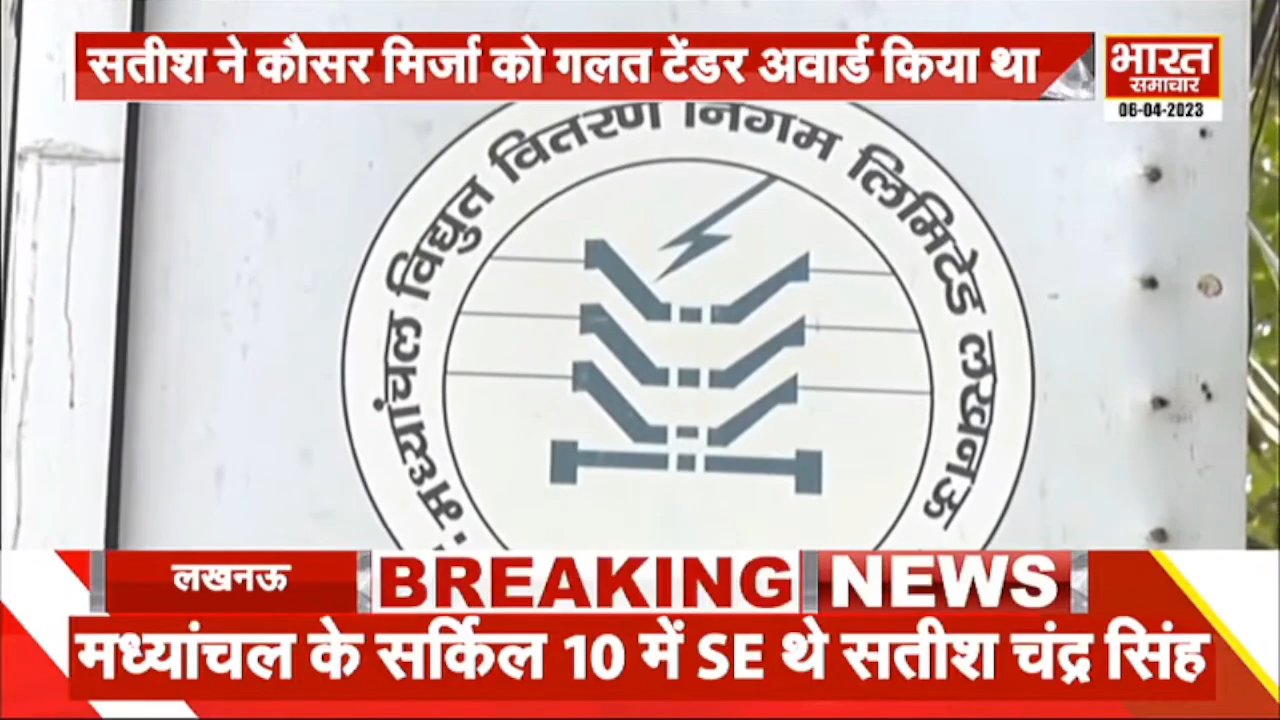 सतीश ने कौसर मिर्जा को गलत टेंडर अवार्ड किया था
भारत
समाचार
06-04-2023
मध्यांचल विद्युत वितरण निगम लिमिटेड लखनऊ
लखनऊ
BREAKING NEWS
मध्यांचल के सर्किल 10 में SE थे सतीश चंद्र सिंह